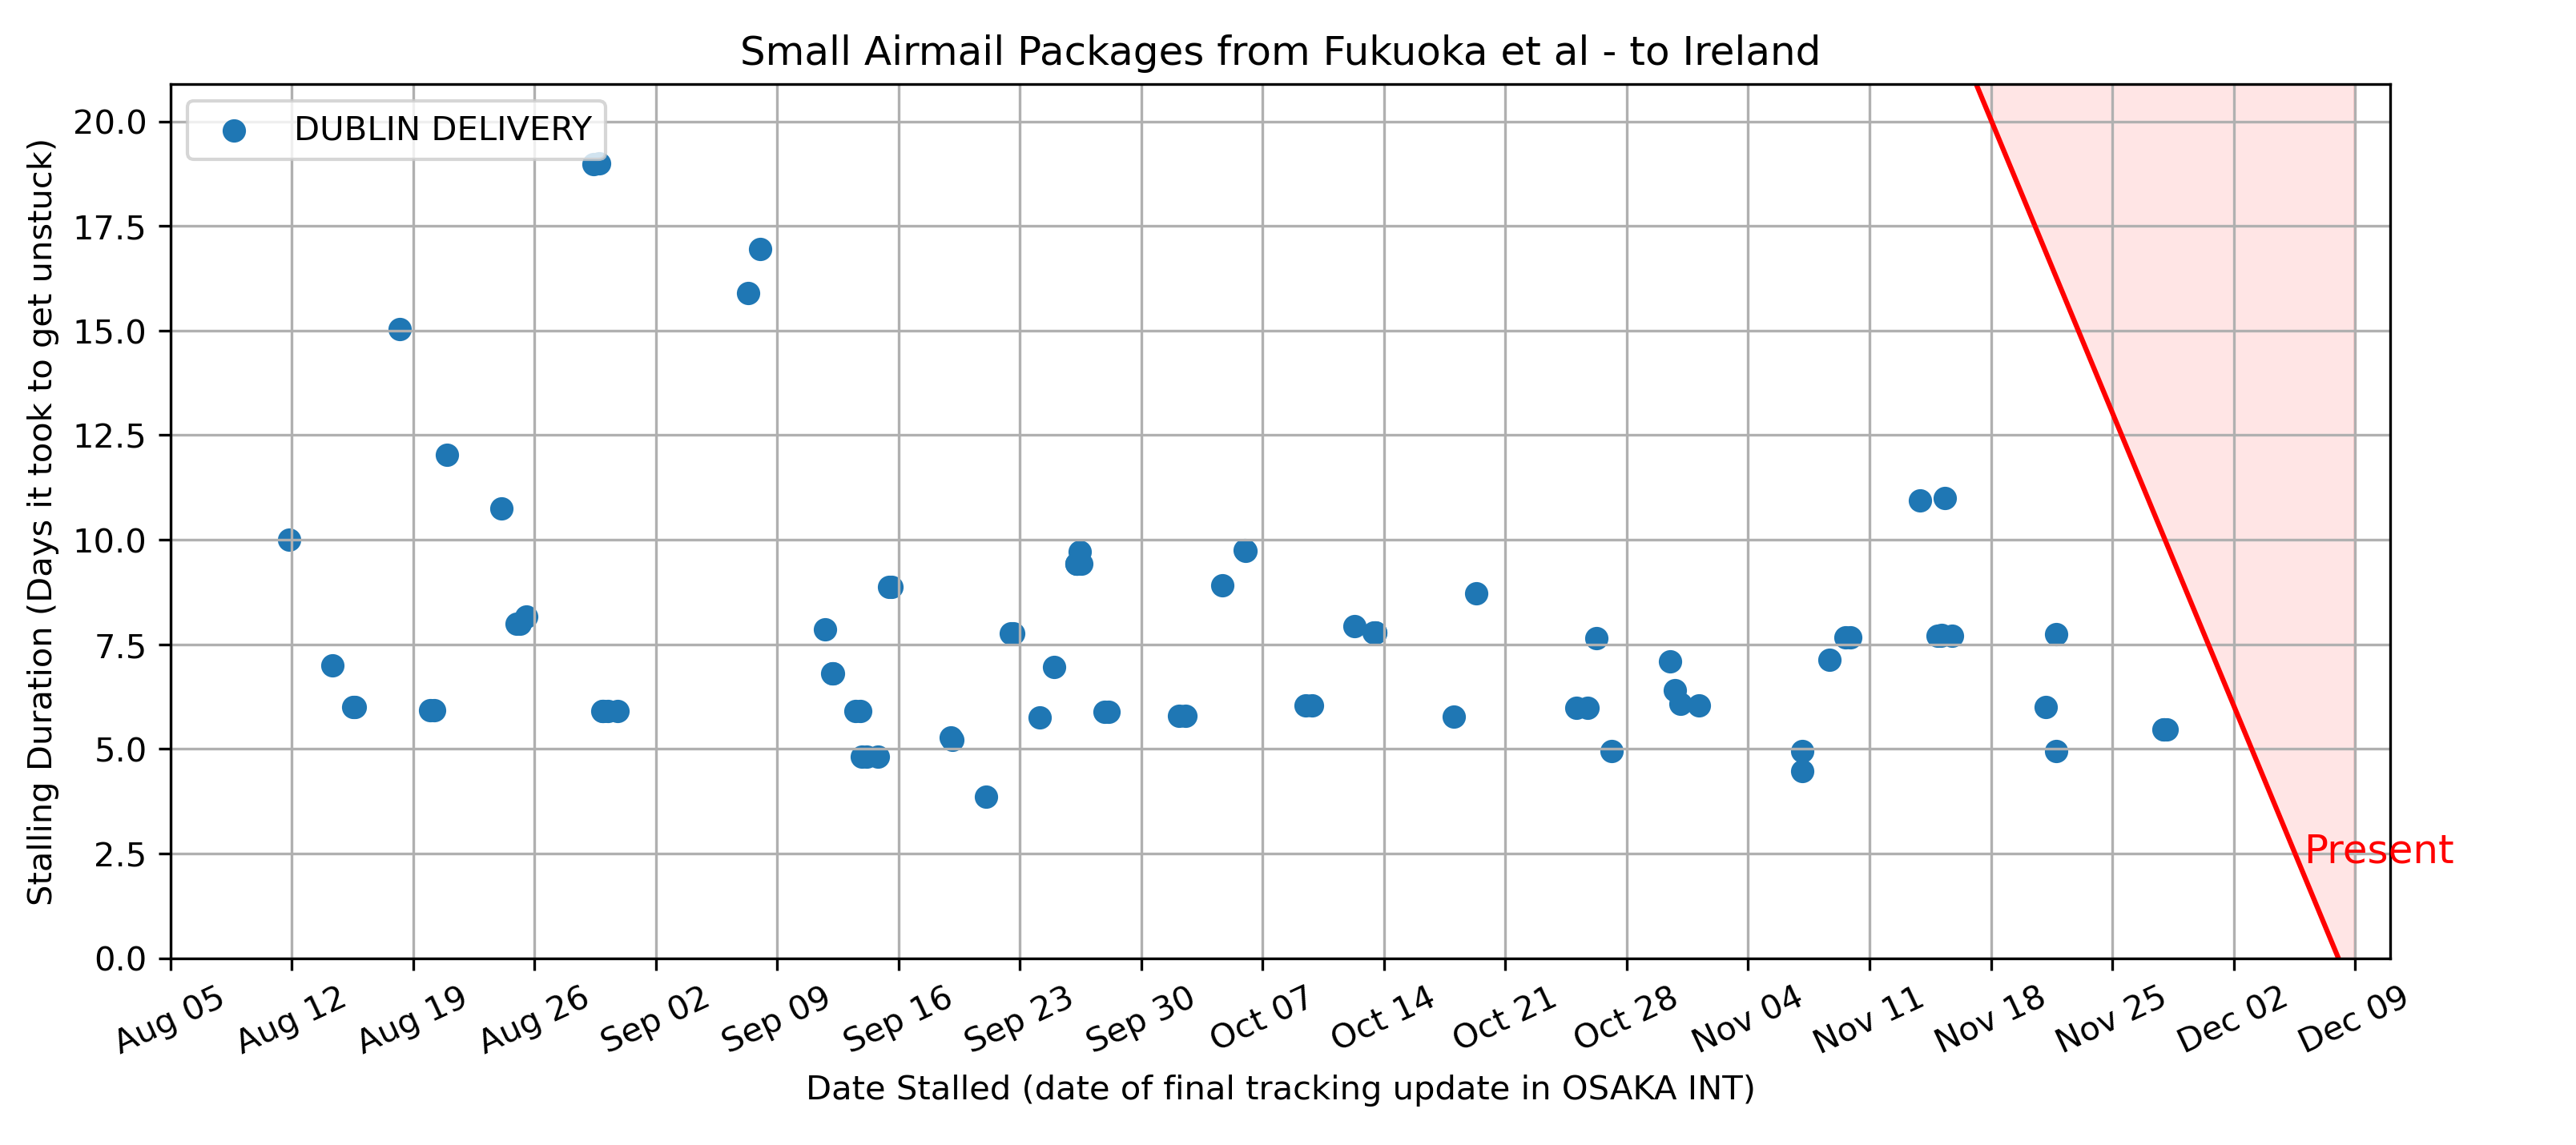 Small Airmail Packages from Fukuoka et al - to Ireland
DUBLIN DELIVERY
Stalling Duration (Days it took to get unstuck)
20.0
17.5
15.0
12.5
10.0
7.5
5.0
2.5
0.0
Present
Aug 05
Aug 12
Aug 19
Aug 26
Sep 02
Sep 09
Sep 16
Sep 23
Sep 30
Oct 07
Oct 14
Oct 21
Oct 28
Nov 04
Nov 11
Nov 18
Nov 25
Dec 02
Dec 09
Date Stalled (date of final tracking update in OSAKA INT)